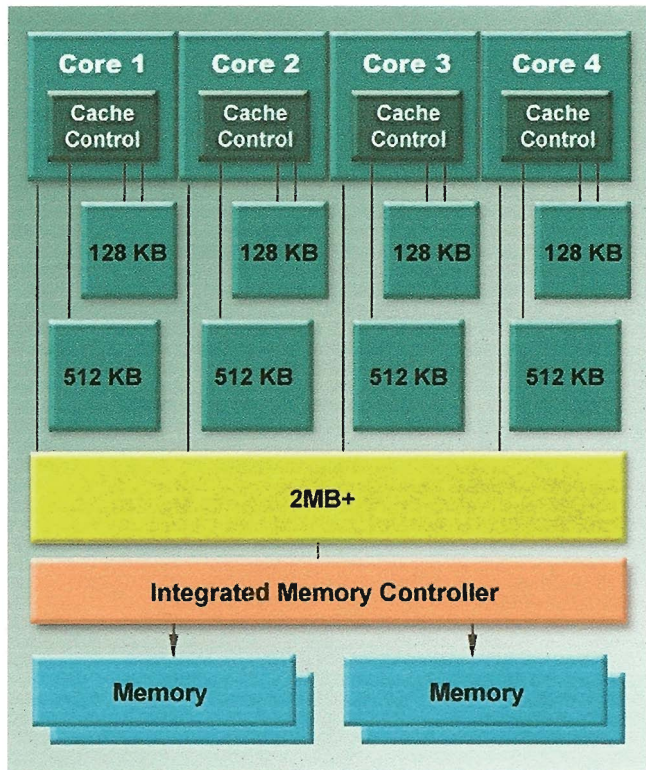 Core 1 Core 2 Core 3 Core 4
Cache Cache Cache Cache
Control Control Control Control
128 KB 128 KB 128 KB 128 KB
512 KB 512 KB 512 KB 512 KB
2MB+
Integrated Memory Controller
Memory Memory